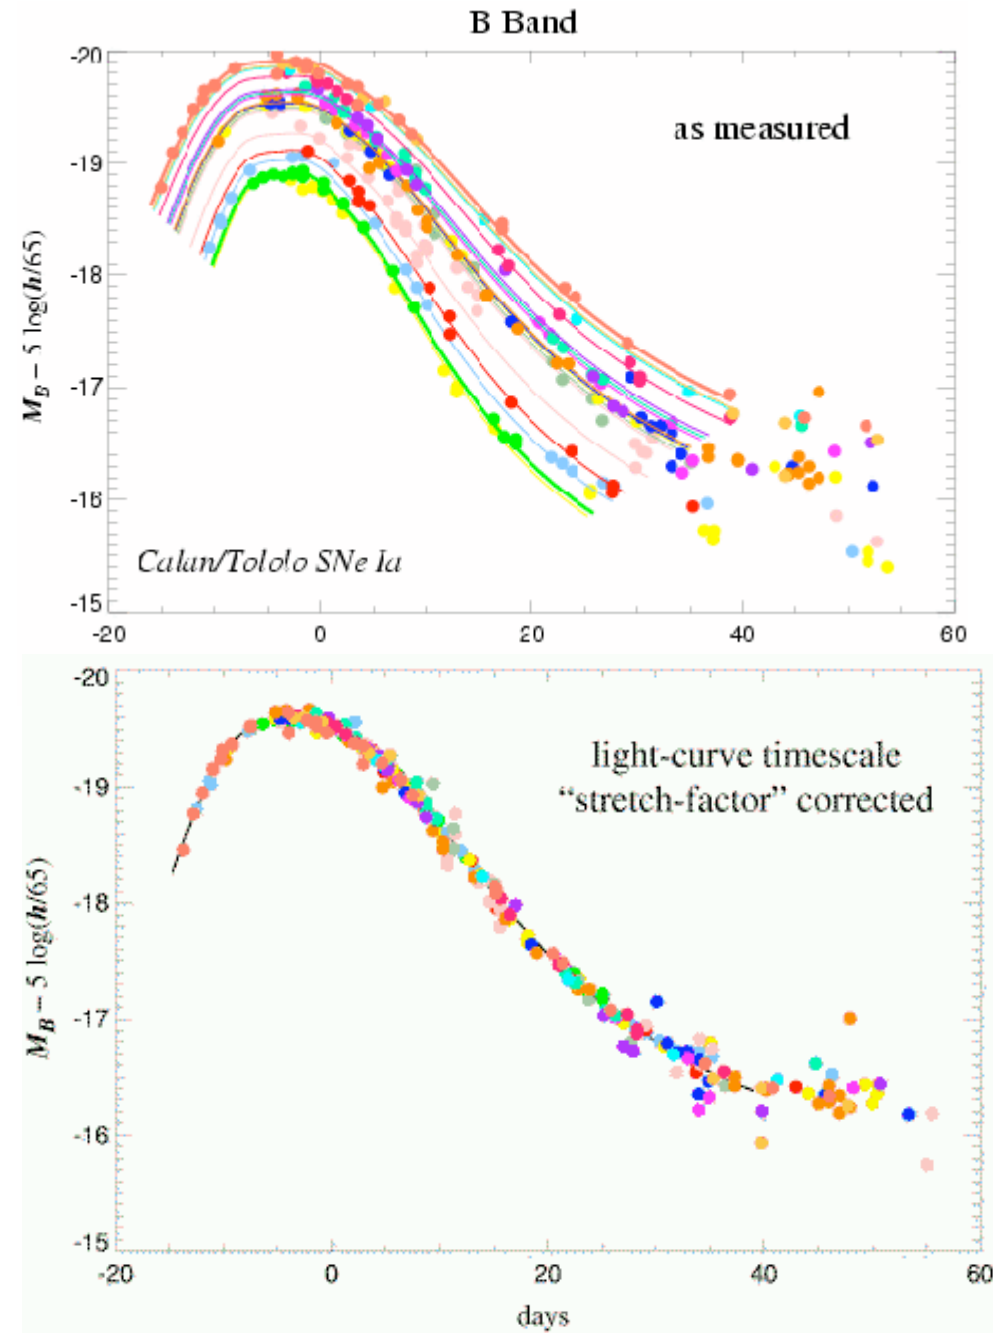 B Band
-20
as measured
-19
-18
M_B – 5 log(h/65)
-17
-16
Calan/Tololo SNe Ia
-15
-20 0 20 40 60
-20
light-curve timescale
“stretch-factor” corrected
-19
-18
M_B – 5 log(h/65)
-17
-16
-15
-20 0 20 40 60
days